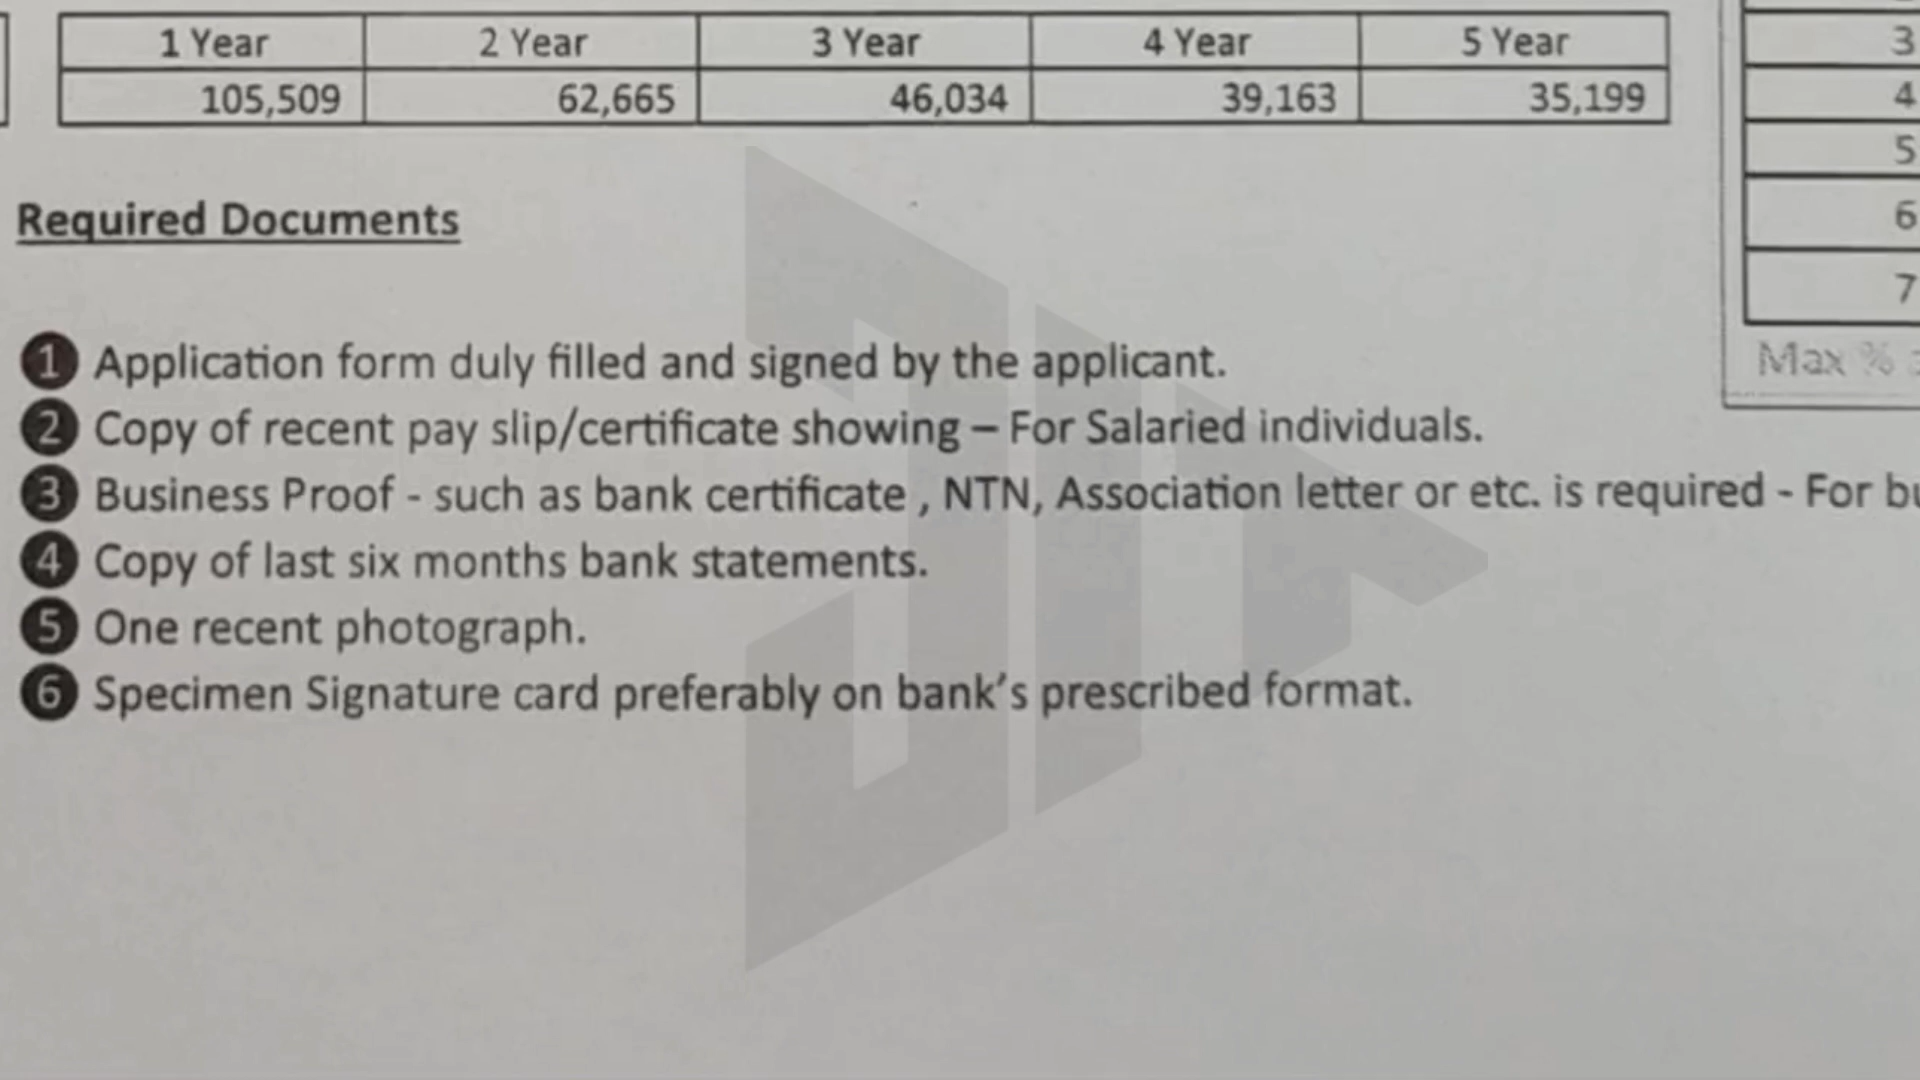 1 Year 2 Year 3 Year 4 Year 5 Year
105,509 62,665 46,034 39,163 35,199
3
4
5
6
7
Max %
Required Documents
1 Application form duly filled and signed by the applicant.
2 Copy of recent pay slip/certificate showing – For Salaried individuals.
3 Business Proof - such as bank certificate , NTN, Association letter or etc. is required - For
4 Copy of last six months bank statements.
5 One recent photograph.
6 Specimen Signature card preferably on bank's prescribed format.